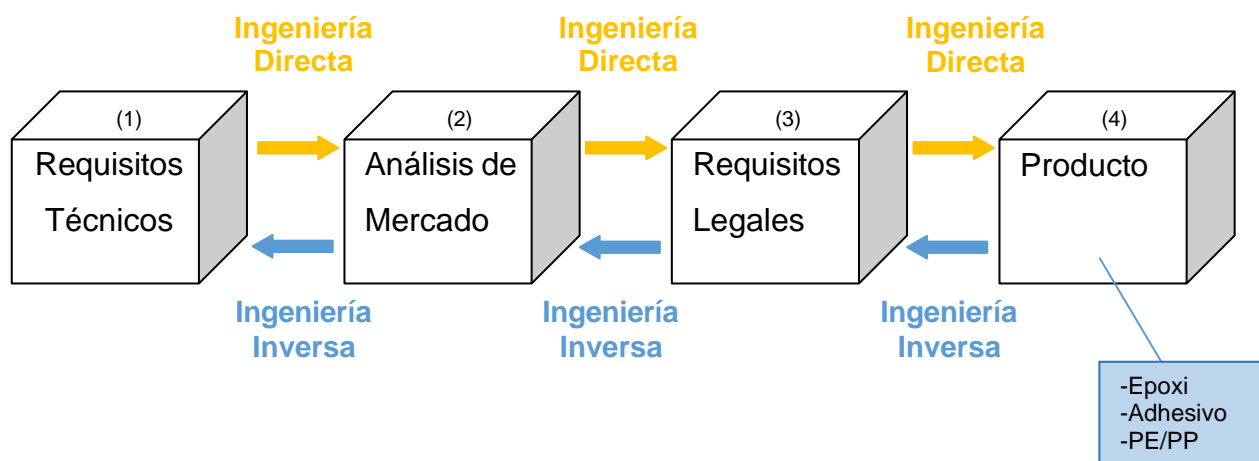 Ingeniería
Directa
Ingeniería
Directa
Ingeniería
Directa
(1)
Requisitos
Técnicos
(2)
Análisis de
Mercado
(3)
Requisitos
Legales
(4)
Producto
Ingeniería
Inversa
Ingeniería
Inversa
Ingeniería
Inversa
-Epoxi
-Adhesivo
-PE/PP